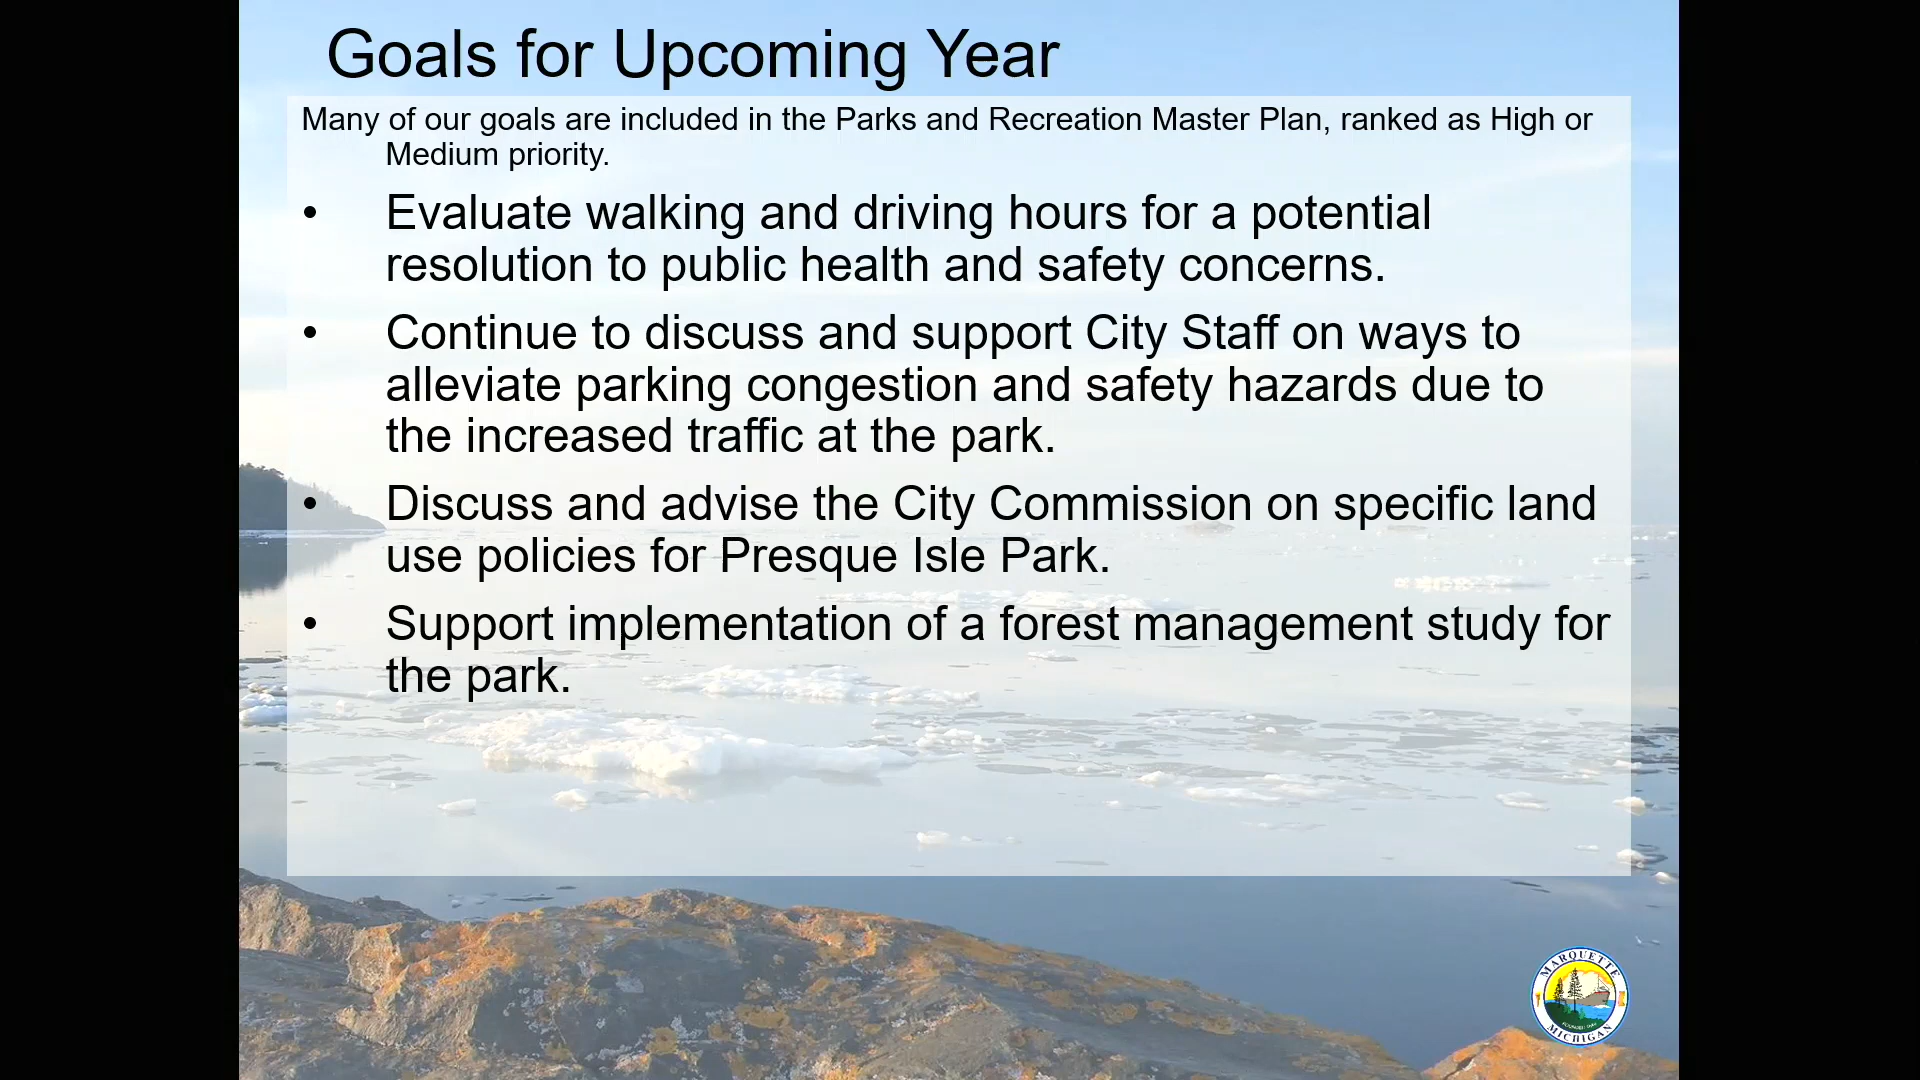 Goals for Upcoming Year
Many of our goals are included in the Parks and Recreation Master Plan, ranked as High or
Medium priority.
• Evaluate walking and driving hours for a potential
resolution to public health and safety concerns.
• Continue to discuss and support City Staff on ways to
alleviate parking congestion and safety hazards due to
the increased traffic at the park.
• Discuss and advise the City Commission on specific land
use policies for Presque Isle Park.
• Support implementation of a forest management study for
the park.
MARQUETTE
MICHIGAN